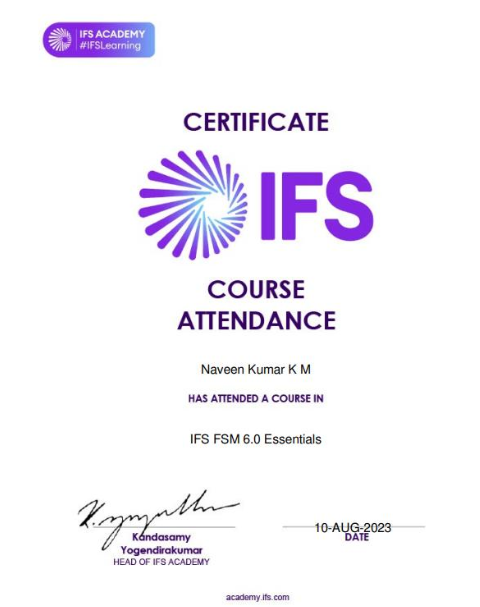 IFS ACADEMY
#IFSLearning
CERTIFICATE
IFS
COURSE
ATTENDANCE
Naveen Kumar K M
HAS ATTENDED A COURSE IN
IFS FSM 6.0 Essentials
10-AUG-2023
Kandasamy
Yogendirakumar
HEAD OF IFS ACADEMY
DATE
academy.ifs.com